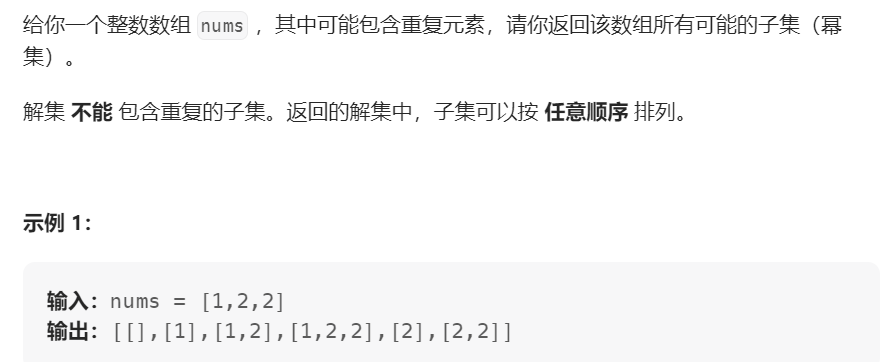 给你一个整数数组 nums ，其中可能包含重复元素，请你返回该数组所有可能的子集（幂
集）。
解集 不能 包含重复的子集。返回的解集中，子集可以按 任意顺序 排列。
示例 1：
输入：nums = [1,2,2]
输出：[[],[1],[1,2],[1,2,2],[2],[2,2]]